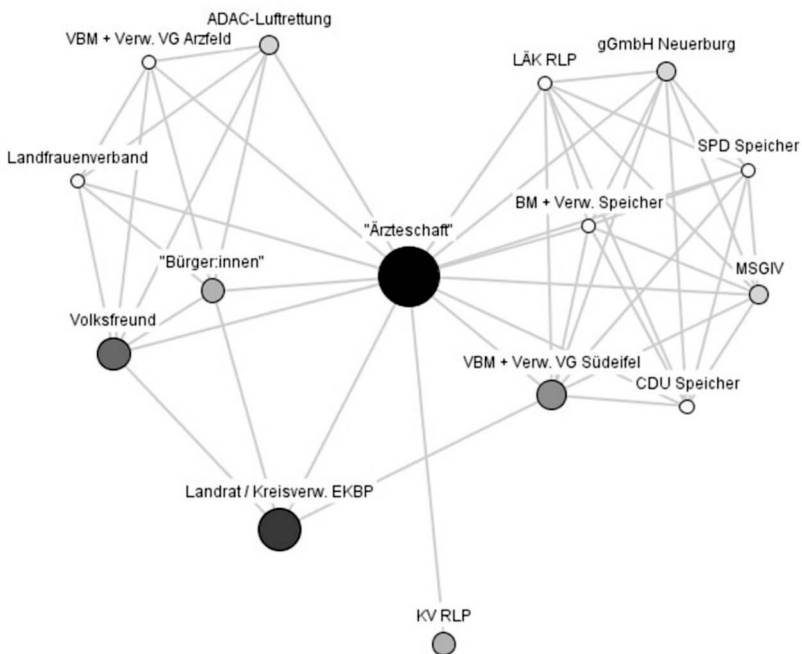 ADAC-Luftrettung
VBM + Verw. VG Arzfeld
gGmbH Neuerburg
LÄK RLP
SPD Speicher
Landfrauenverband
BM + Verw. Speicher
"Ärzteschaft"
"Bürger:innen"
MSGIV
Volksfreund
VBM + Verw. VG Südeifel
CDU Speicher
Landrat / Kreisverw. EKBP
KV RLP